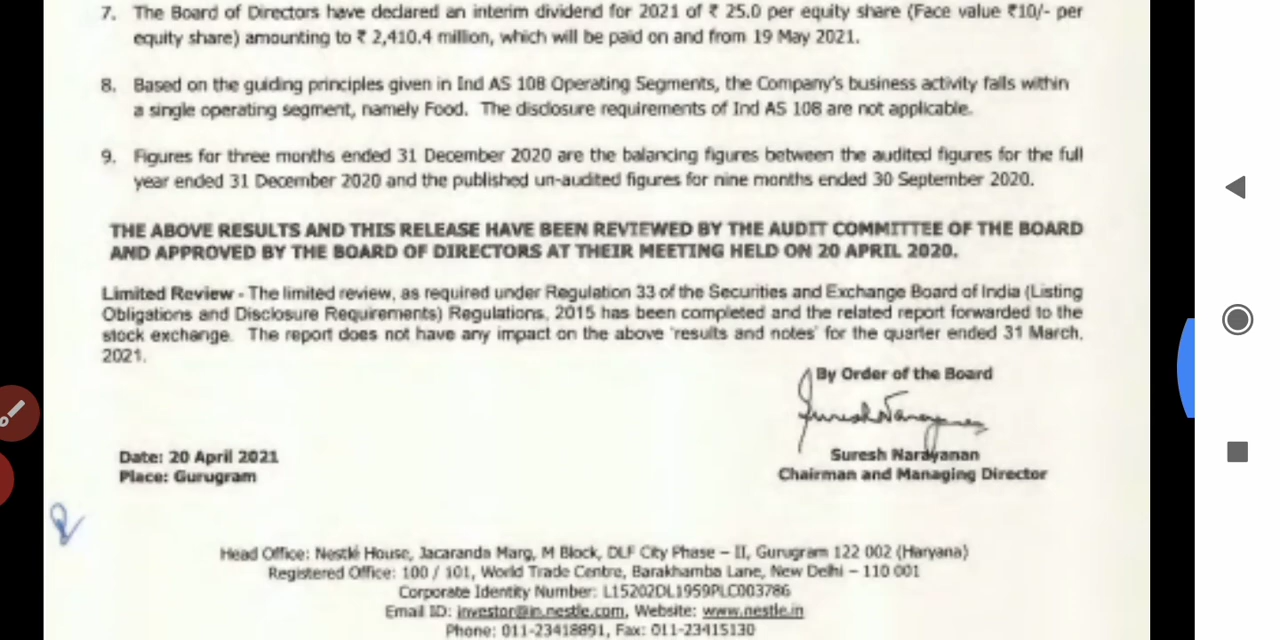 7. The Board of Directors have declared an interim dividend for 2021 of ₹ 25.0 per equity share (Face value ₹10/- per
equity share) amounting to ₹ 2,410.4 million, which will be paid on and from 19 May 2021.
8. Based on the guiding principles given in Ind AS 108 Operating Segments, the Company's business activity falls within
a single operating segment, namely Food. The disclosure requirements of Ind AS 108 are not applicable.
9. Figures for three months ended 31 December 2020 are the balancing figures between the audited figures for the full
year ended 31 December 2020 and the published un-audited figures for nine months ended 30 September 2020.
THE ABOVE RESULTS AND THIS RELEASE HAVE BEEN REVIEWED BY THE AUDIT COMMITTEE OF THE BOARD
AND APPROVED BY THE BOARD OF DIRECTORS AT THEIR MEETING HELD ON 20 APRIL 2020.
Limited Review - The limited review, as required under Regulation 33 of the Securities and Exchange Board of India (Listing
Obligations and Disclosure Requirements) Regulations, 2015 has been completed and the related report forwarded to the
stock exchange. The report does not have any impact on the above 'results and notes' for the quarter ended 31 March,
2021.
By Order of the Board
Suresh Narayanan
Suresh Narayanan
Chairman and Managing Director
Date: 20 April 2021
Place: Gurugram
Head Office: Nestlé House, Jacaranda Marg, M Block, DLF City Phase – II, Gurugram 122 002 (Haryana)
Registered Office: 100 / 101, World Trade Centre, Barakhamba Lane, New Delhi – 110 001
Corporate Identity Number: L15202DL1959PLC003786
Email ID: investor@in.nestle.com, Website: www.nestle.in
Phone: 011-23418891, Fax: 011-23415130